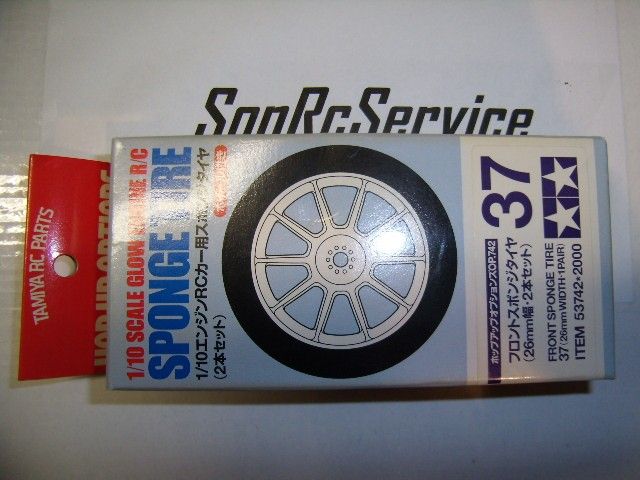 SopRcService
TAMIYA RC PARTS
HOP-UP OPTIONS
1/10 SCALE GLOW ENGINE R/C
SPONGE TIRE
1/10エンジンRCカー用スポンジタイヤ
(2本セット)
37
ホップアップオプションズOP.742
フロントスポンジタイヤ
(26mm幅・2本セット)
FRONT SPONGE TIRE
37 (26mm WIDTH・1PAIR)
ITEM 53742・2000